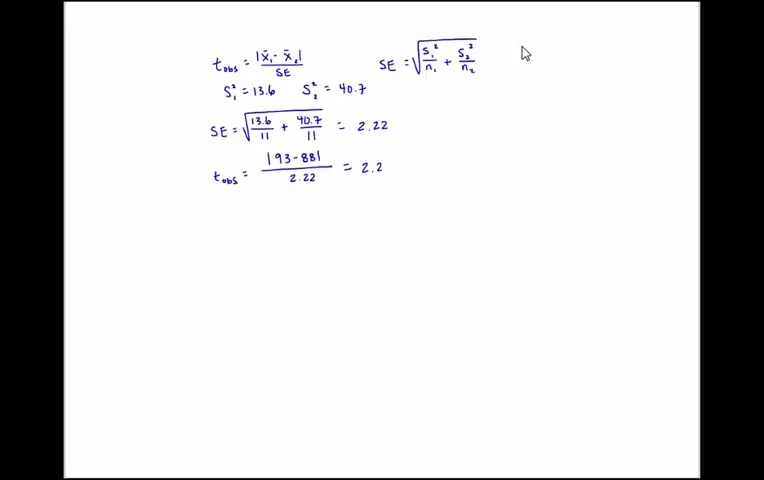 t_obs = |x̄₁ - x̄₂| / SE    SE = √(S₁²/n₁ + S₂²/n₂)
S₁² = 13.6    S₂² = 40.7
SE = √(13.6/11 + 40.7/11) = 2.22
t_obs = |93-88| / 2.22 = 2.2